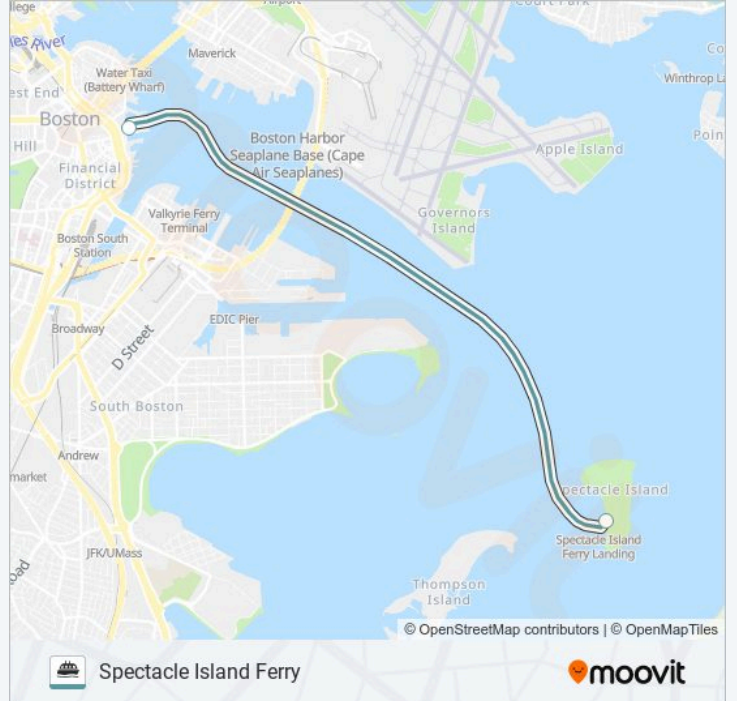 llege
Airport
Court Park
les River
Maverick
Co
Water Taxi
(Battery Wharf)
Winthrop La
est End
Boston
Boston Harbor
Seaplane Base (Cape
Air Seaplanes)
Poin
Hill
Apple Island
Financial
District
Valkyrie Ferry
Terminal
Governors
Island
Boston South
Station
EDIC Pier
Broadway
D Street
South Boston
Andrew
market
Spectacle Island
Spectacle Island
Ferry Landing
JFK/UMass
oad
Thompson
Island
© OpenStreetMap contributors | © OpenMapTiles
Spectacle Island Ferry
moovit